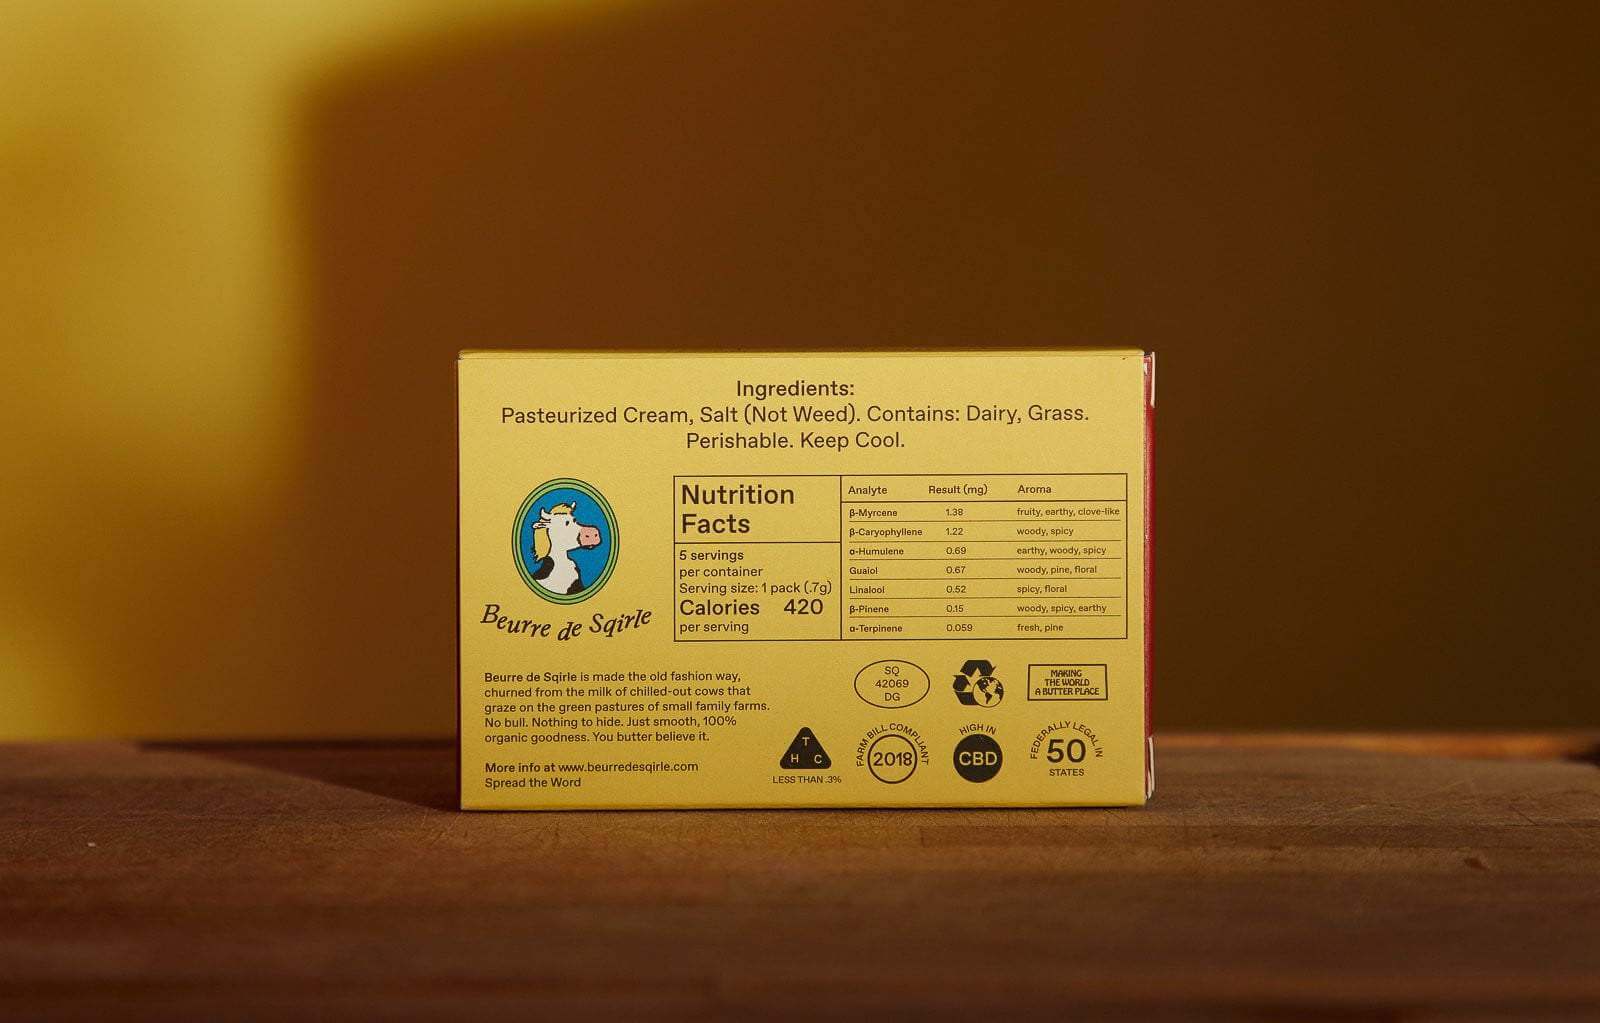 Ingredients:
Pasteurized Cream, Salt (Not Weed). Contains: Dairy, Grass.
Perishable. Keep Cool.
Beurre de Sqirle
Nutrition
Facts
5 servings
per container
Serving size: 1 pack (.7g)
Calories 420
per serving
Analyte Result (mg) Aroma
β-Myrcene 1.38 fruity, earthy, clove-like
β-Caryophyllene 1.22 woody, spicy
α-Humulene 0.69 earthy, woody, spicy
Guaiol 0.67 woody, pine, floral
Linalool 0.52 spicy, floral
β-Pinene 0.15 woody, spicy, earthy
α-Terpinene 0.059 fresh, pine
Beurre de Sqirle is made the old fashion way,
churned from the milk of chilled-out cows that
graze on the green pastures of small family farms.
No bull. Nothing to hide. Just smooth, 100%
organic goodness. You butter believe it.
More info at www.beurredesqirle.com
Spread the Word
SQ
42069
DG
MAKING
THE WORLD
A BUTTER PLACE
T
H C
LESS THAN .3%
FARM BILL COMPLIANT
2018
HIGH IN
CBD
FEDERALLY LEGAL IN
50
STATES